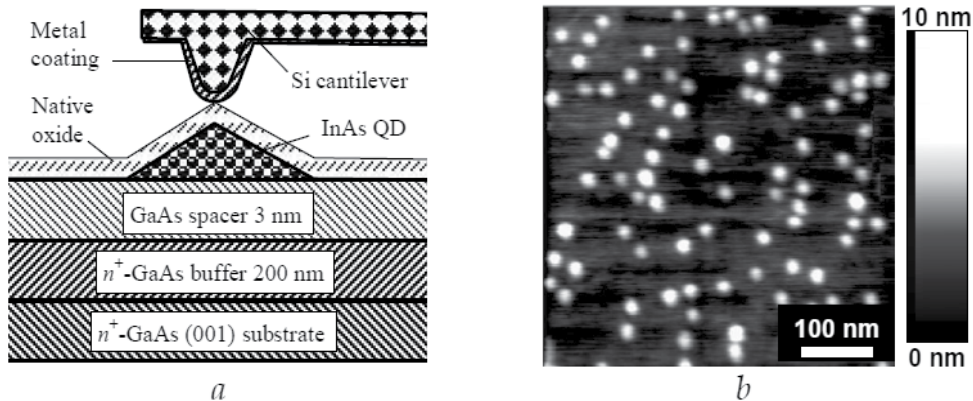 Metal
coating
Si cantilever
Native
oxide
InAs QD
GaAs spacer 3 nm
n⁺-GaAs buffer 200 nm
n⁺-GaAs (001) substrate
a
10 nm
100 nm
0 nm
b